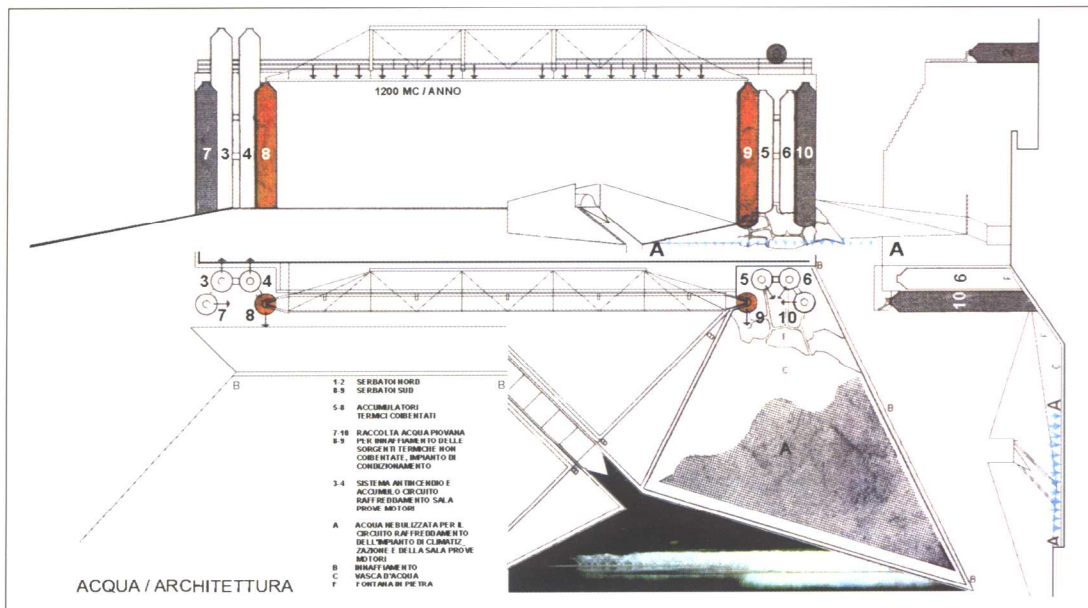 2
1200 MC / ANNO
7 3 4 8 9 5 6 10
A A
B
3 4 5 6
7 8 9 10
6
F
10
F
C
B B B
B
A
A
C
A
B
B
1-2 SERBATOI NORD
8-9 SERBATOI SUD
5-8 ACCUMULATORI
TERMICI COIBENTATI
7-10 RACCOLTA ACQUA PIOVANA
8-9 PER INNAFFIAMENTO DELLE
SORGENTI TERMICHE NON
COIBENTATE, IMPIANTO DI
CONDIZIONAMENTO
3-4 SISTEMA ANTINCENDIO E
ACCUMULO CIRCUITO
RAFFREDDAMENTO SALA
PROVE MOTORI
A ACQUA NEBULIZZATA PER IL
CIRCUITO RAFFREDDAMENTO
DELL'IMPIANTO DI CLIMATIZ
ZAZIONE E DELLA SALA PROVE
MOTORI
B INNAFFIAMENTO
C VASCA D'ACQUA
F FONTANA IN PIETRA
ACQUA / ARCHITETTURA